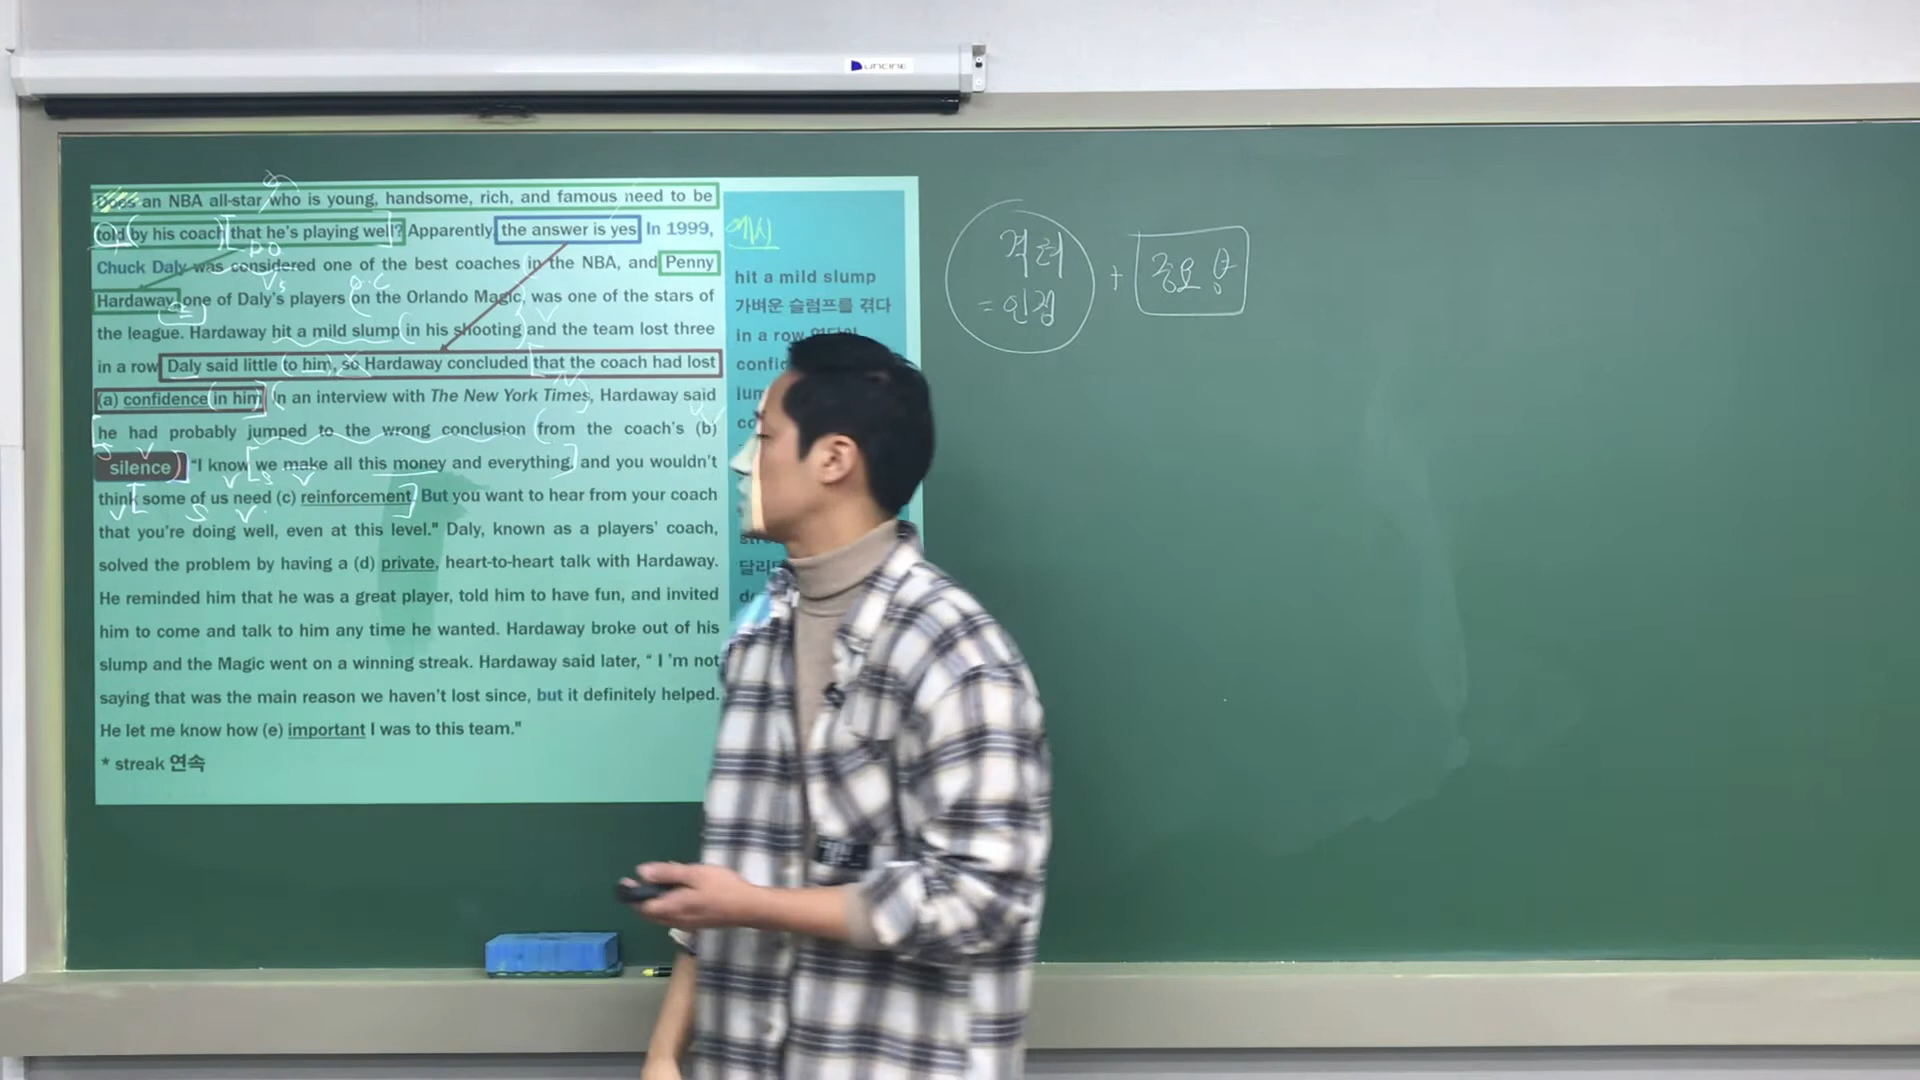 UNCINE
Does an NBA all-star who is young, handsome, rich, and famous need to be
told by his coach that he's playing well? Apparently, the answer is yes In 1999,
Chuck Daly was considered one of the best coaches in the NBA, and Penny
Hardaway, one of Daly's players on the Orlando Magic, was one of the stars of
the league. Hardaway hit a mild slump in his shooting and the team lost three
in a row Daly said little to him, so Hardaway concluded that the coach had lost
(a) confidence in him In an interview with The New York Times, Hardaway said
he had probably jumped to the wrong conclusion from the coach's (b)
silence "I know we make all this money and everything, and you wouldn't
think some of us need (c) reinforcement. But you want to hear from your coach
that you're doing well, even at this level." Daly, known as a players' coach,
solved the problem by having a (d) private, heart-to-heart talk with Hardaway.
He reminded him that he was a great player, told him to have fun, and invited
him to come and talk to him any time he wanted. Hardaway broke out of his
slump and the Magic went on a winning streak. Hardaway said later, “ I 'm not
saying that was the main reason we haven't lost since, but it definitely helped.
He let me know how (e) important I was to this team."
* streak 연속
예시
hit a mild slump
가벼운 슬럼프를 겪다
in a row
격려
= 인정
+ 중요성